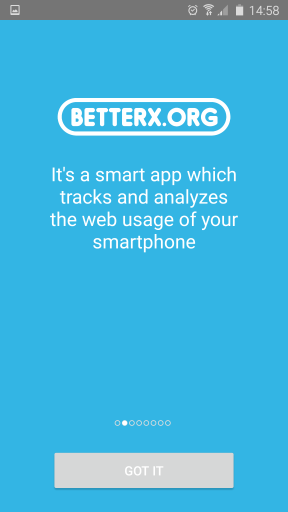 14:58
BETTERX.ORG
It's a smart app which
tracks and analyzes
the web usage of your
smartphone
GOT IT